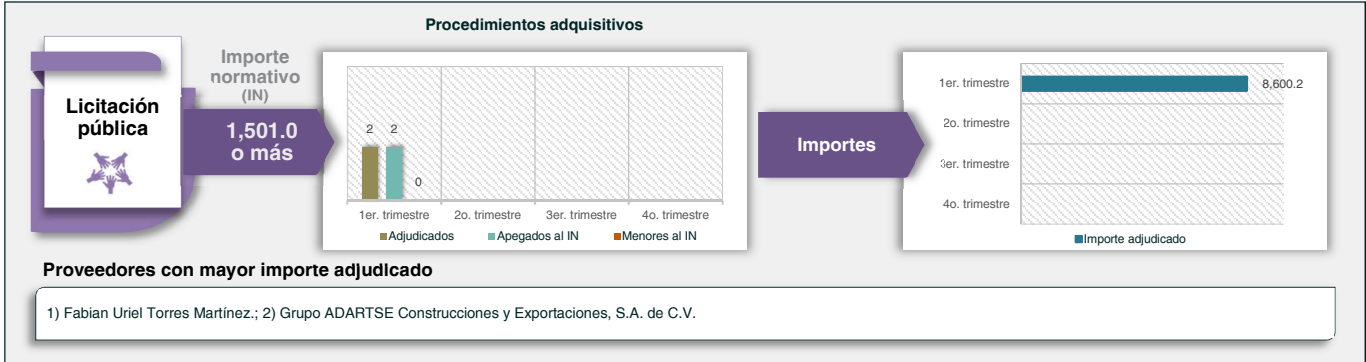 Procedimientos adquisitivos
Licitación
pública
Importe
normativo
(IN)
1,501.0
o más
2 2
0
1er. trimestre 2o. trimestre 3er. trimestre 4o. trimestre
Adjudicados Apegados al IN Menores al IN
Importes
1er. trimestre 8,600.2
2o. trimestre
3er. trimestre
4o. trimestre
Importe adjudicado
Proveedores con mayor importe adjudicado
1) Fabian Uriel Torres Martínez.; 2) Grupo ADARTSE Construcciones y Exportaciones, S.A. de C.V.